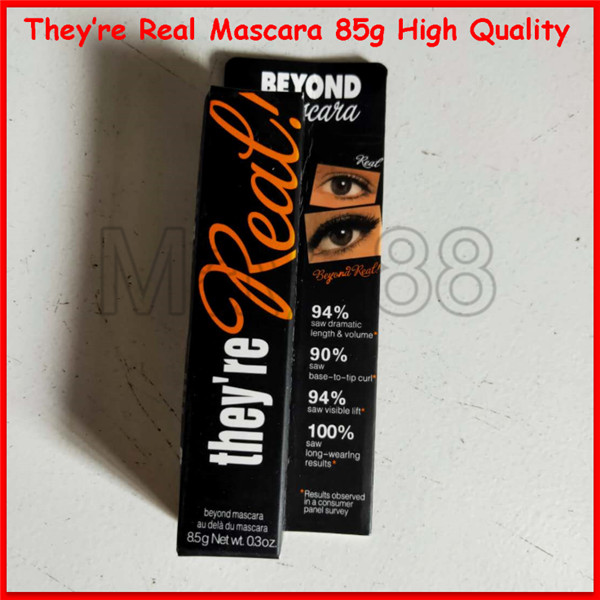 They're Real Mascara 85g High Quality
BEYOND
they're Real!
beyond mascara
au delà du mascara
8.5g Net wt. 0.3oz.
Real
Beyond Real!
94%
saw dramatic
length & volume*
90%
saw
base-to-tip curl*
94%
saw visible lift*
100%
saw
long-wearing
results*
*Results observed
in a consumer
panel survey
88